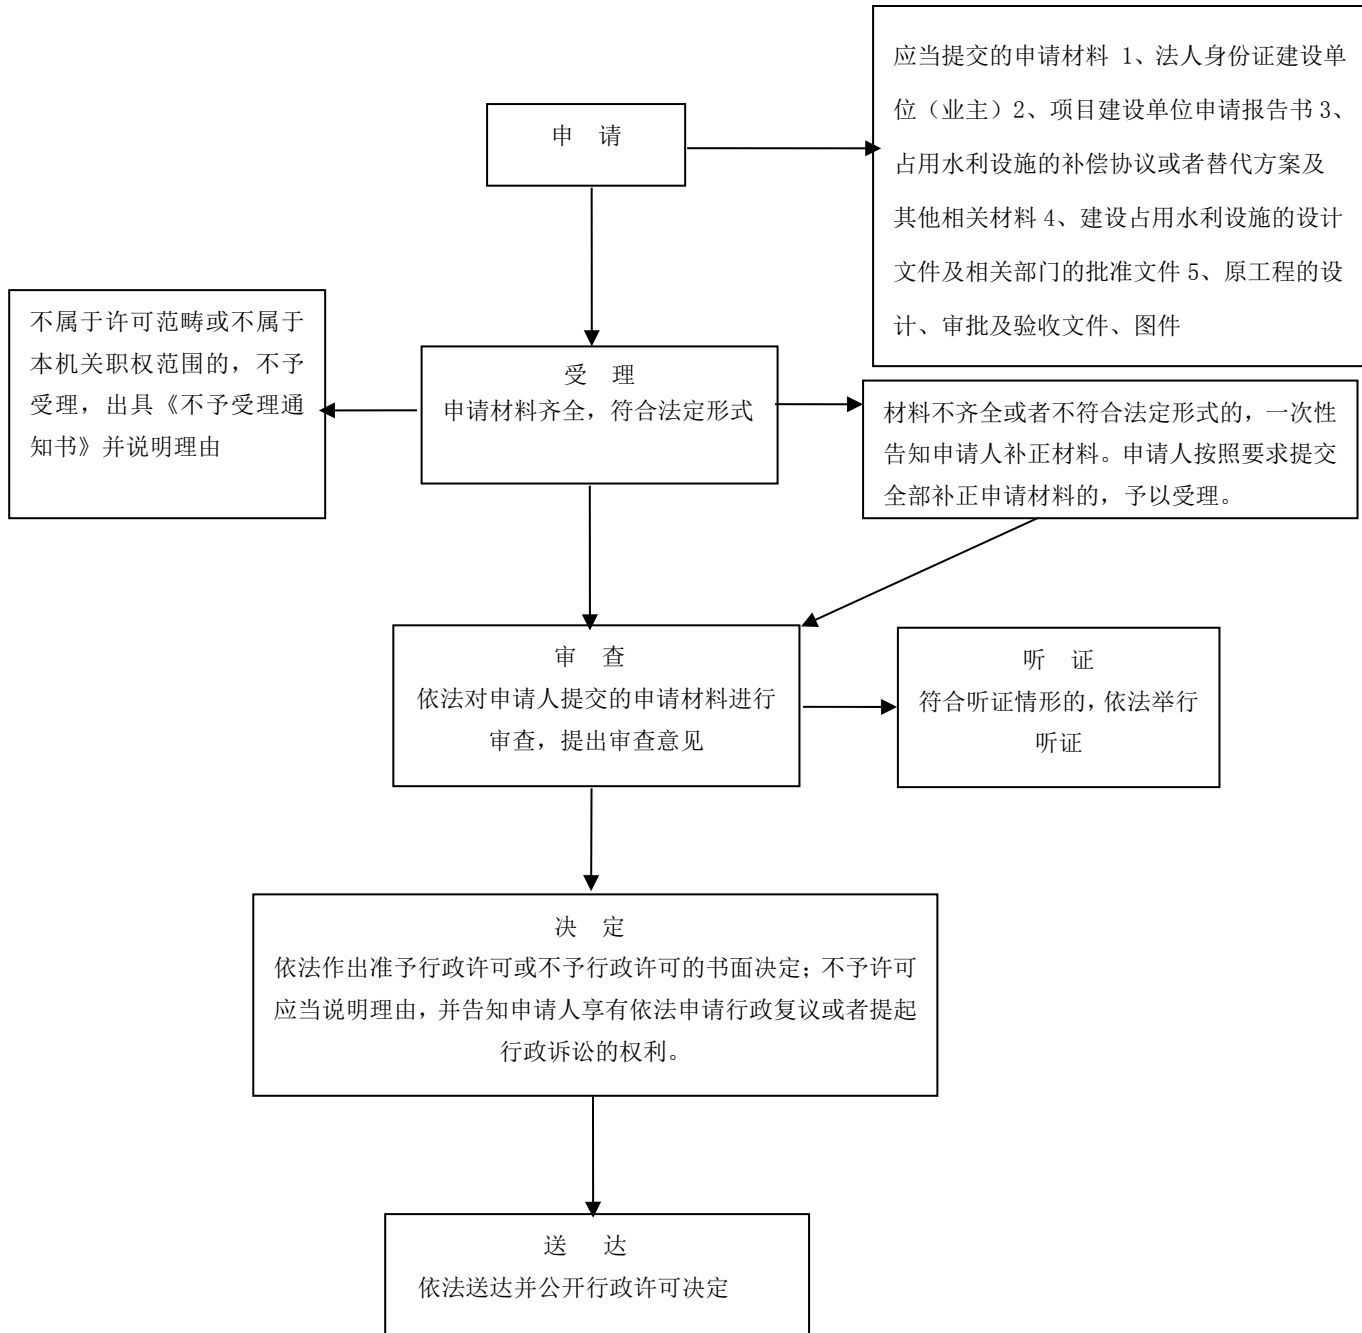 申 请
应当提交的申请材料 1、法人身份证建设单
位（业主）2、项目建设单位申请报告书 3、
占用水利设施的补偿协议或者替代方案及
其他相关材料 4、建设占用水利设施的设计
文件及相关部门的批准文件 5、原工程的设
计、审批及验收文件、图件
不属于许可范畴或不属于
本机关职权范围的，不予
受理，出具《不予受理通
知书》并说明理由
受 理
申请材料齐全，符合法定形式
材料不齐全或者不符合法定形式的，一次性
告知申请人补正材料。申请人按照要求提交
全部补正申请材料的，予以受理。
审 查
依法对申请人提交的申请材料进行
审查，提出审查意见
听 证
符合听证情形的，依法举行
听证
决 定
依法作出准予行政许可或不予行政许可的书面决定；不予许可
应当说明理由，并告知申请人享有依法申请行政复议或者提起
行政诉讼的权利。
送 达
依法送达并公开行政许可决定